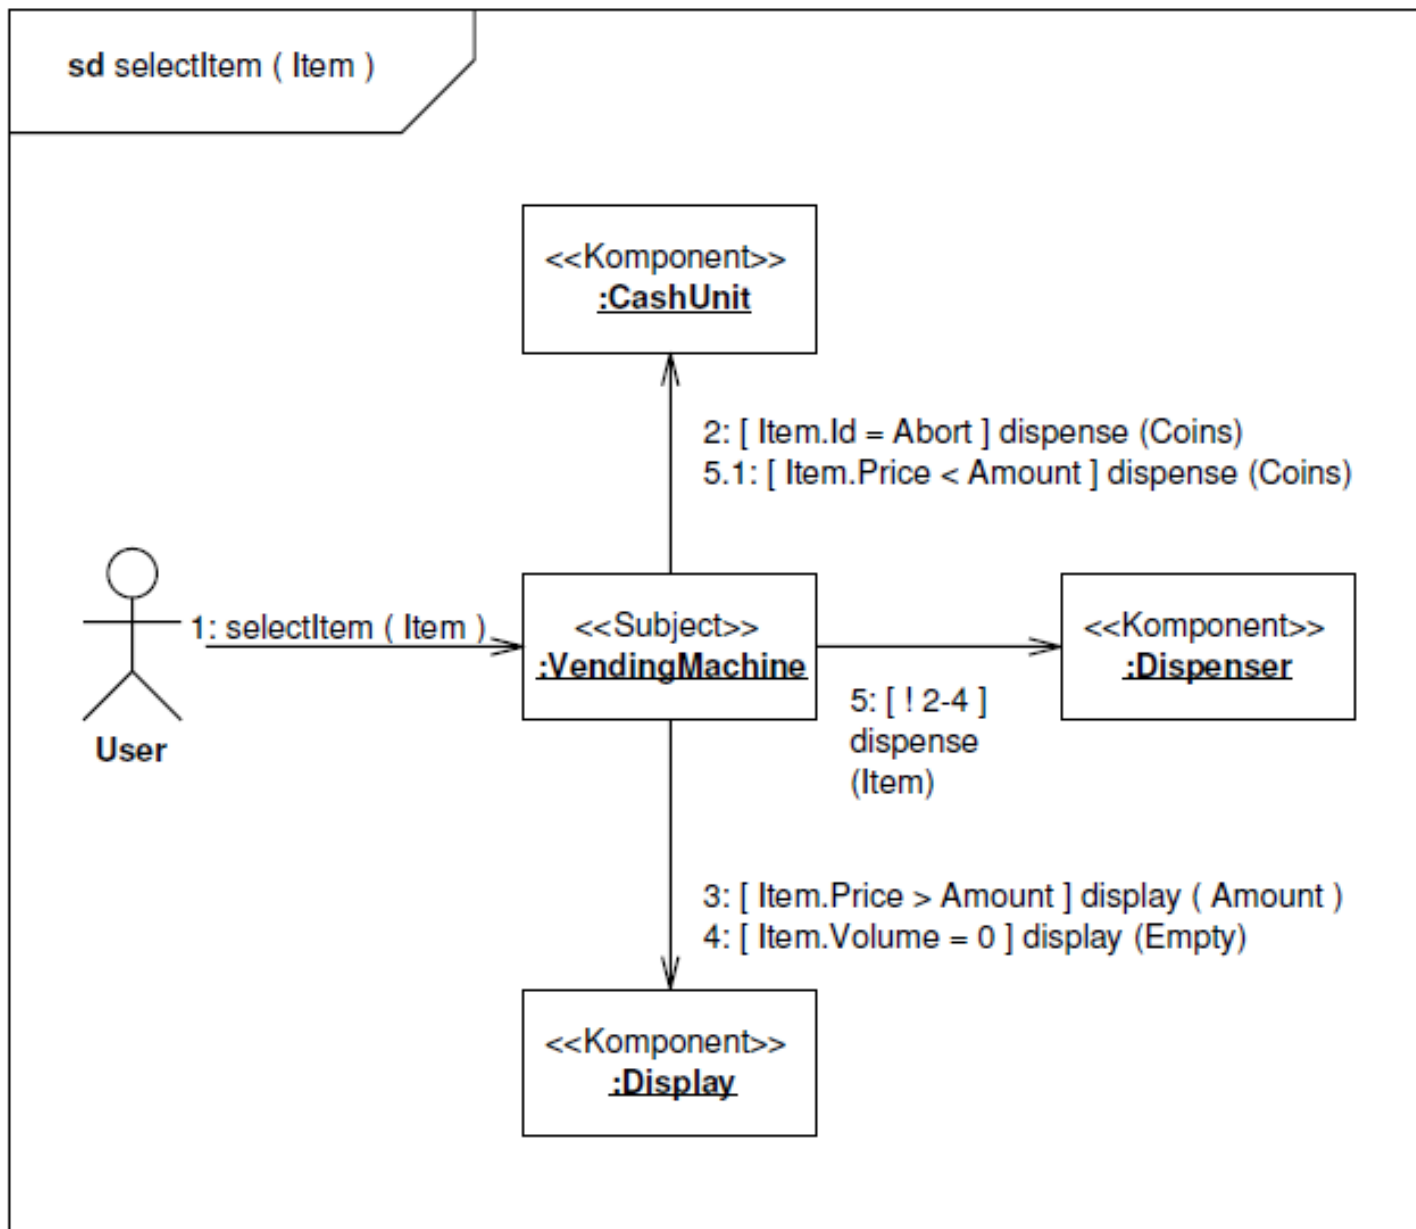 sd selectItem ( Item )
<<Komponent>>
:CashUnit
2: [ Item.Id = Abort ] dispense (Coins)
5.1: [ Item.Price < Amount ] dispense (Coins)
1: selectItem ( Item )
User
<<Subject>>
:VendingMachine
<<Komponent>>
:Dispenser
5: [ ! 2-4 ]
dispense
(Item)
3: [ Item.Price > Amount ] display ( Amount )
4: [ Item.Volume = 0 ] display (Empty)
<<Komponent>>
:Display